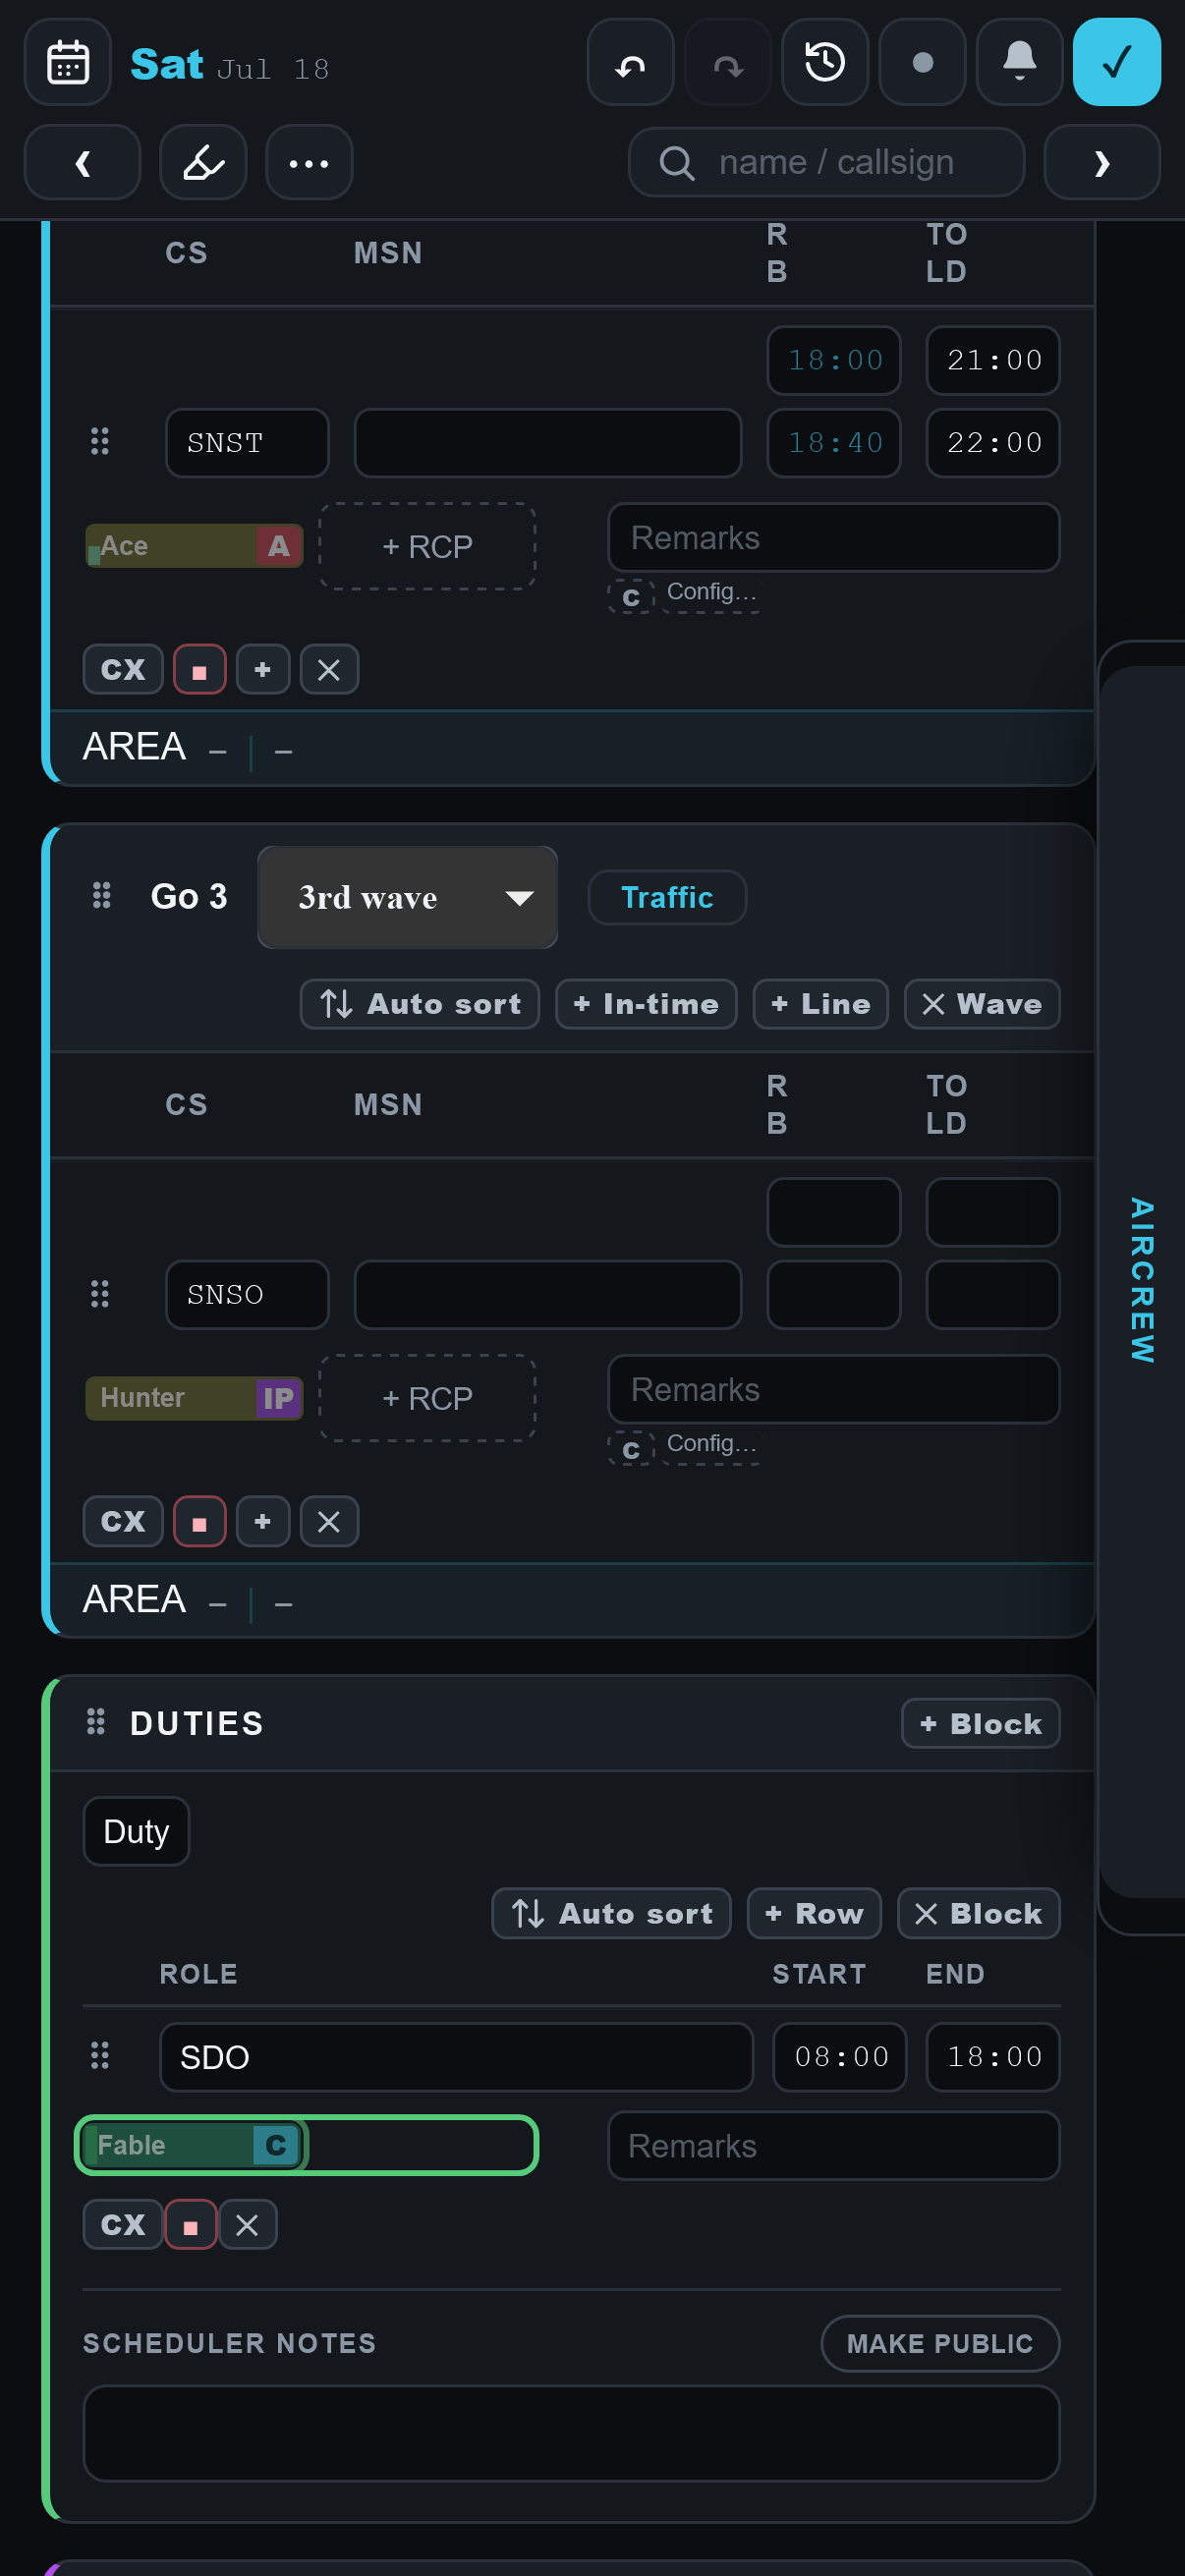 Sat Jul 18
name / callsign
CS MSN R B TO LD
18:00 21:00
SNST 18:40 22:00
Ace A + RCP Remarks
C Config...
CX + ×
AREA – | –
Go 3 3rd wave Traffic
Auto sort + In-time + Line × Wave
CS MSN R B TO LD
SNSO
Hunter IP + RCP Remarks
C Config...
CX + ×
AREA – | –
AIRCREW
DUTIES + Block
Duty
Auto sort + Row × Block
ROLE START END
SDO 08:00 18:00
Fable C Remarks
CX ×
SCHEDULER NOTES MAKE PUBLIC